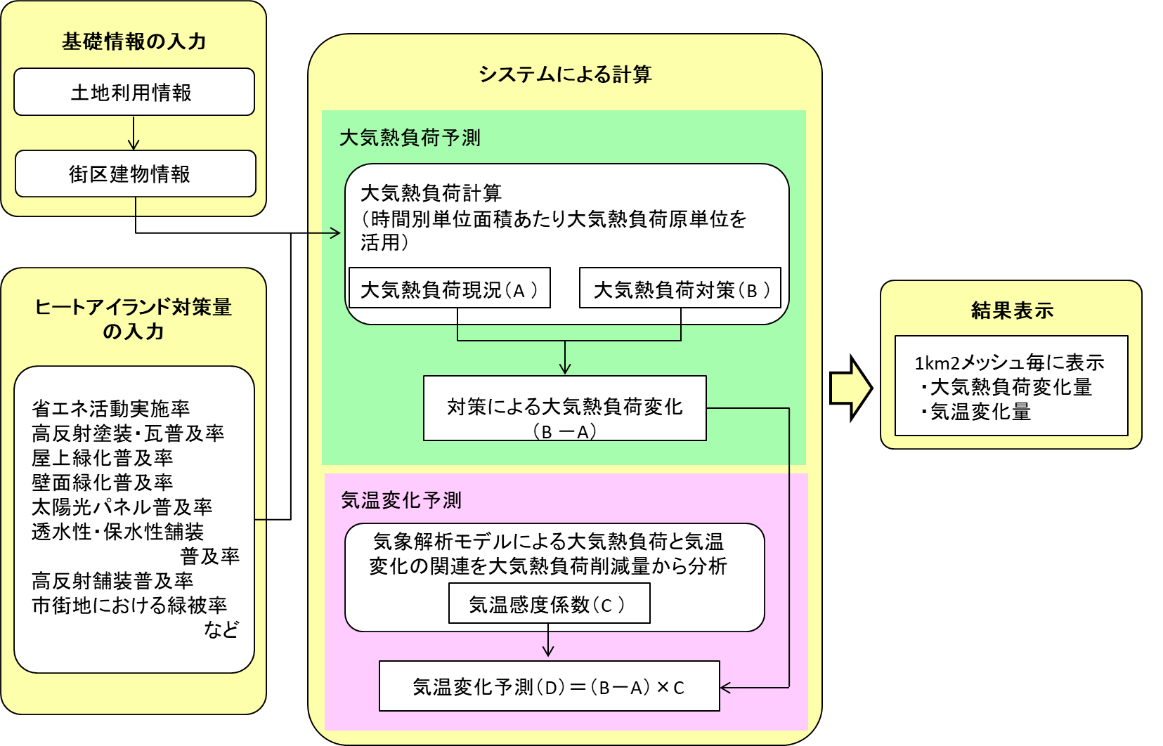 基礎情報の入力
土地利用情報
街区建物情報
ヒートアイランド対策量
の入力
省エネ活動実施率
高反射塗装・瓦普及率
屋上緑化普及率
壁面緑化普及率
太陽光パネル普及率
透水性・保水性舗装
普及率
高反射舗装普及率
市街地における緑被率
など
システムによる計算
大気熱負荷予測
大気熱負荷計算
（時間別単位面積あたり大気熱負荷原単位を
活用）
大気熱負荷現況（A）
大気熱負荷対策（B）
対策による大気熱負荷変化
（B－A）
気温変化予測
気象解析モデルによる大気熱負荷と気温
変化の関連を大気熱負荷削減量から分析
気温感度係数（C）
気温変化予測（D）＝（B－A）×C
結果表示
1km2メッシュ毎に表示
・大気熱負荷変化量
・気温変化量